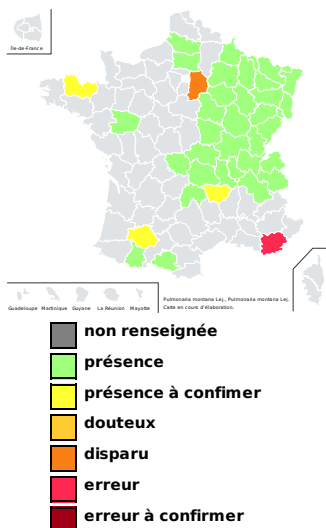 Île-de-France
Guadeloupe Martinique Guyane La Réunion Mayotte
Pulmonaria montana Lej., Pulmonaria montana Lej.
Carte en cours d'élaboration.
non renseignée
présence
présence à confimer
douteux
disparu
erreur
erreur à confirmer